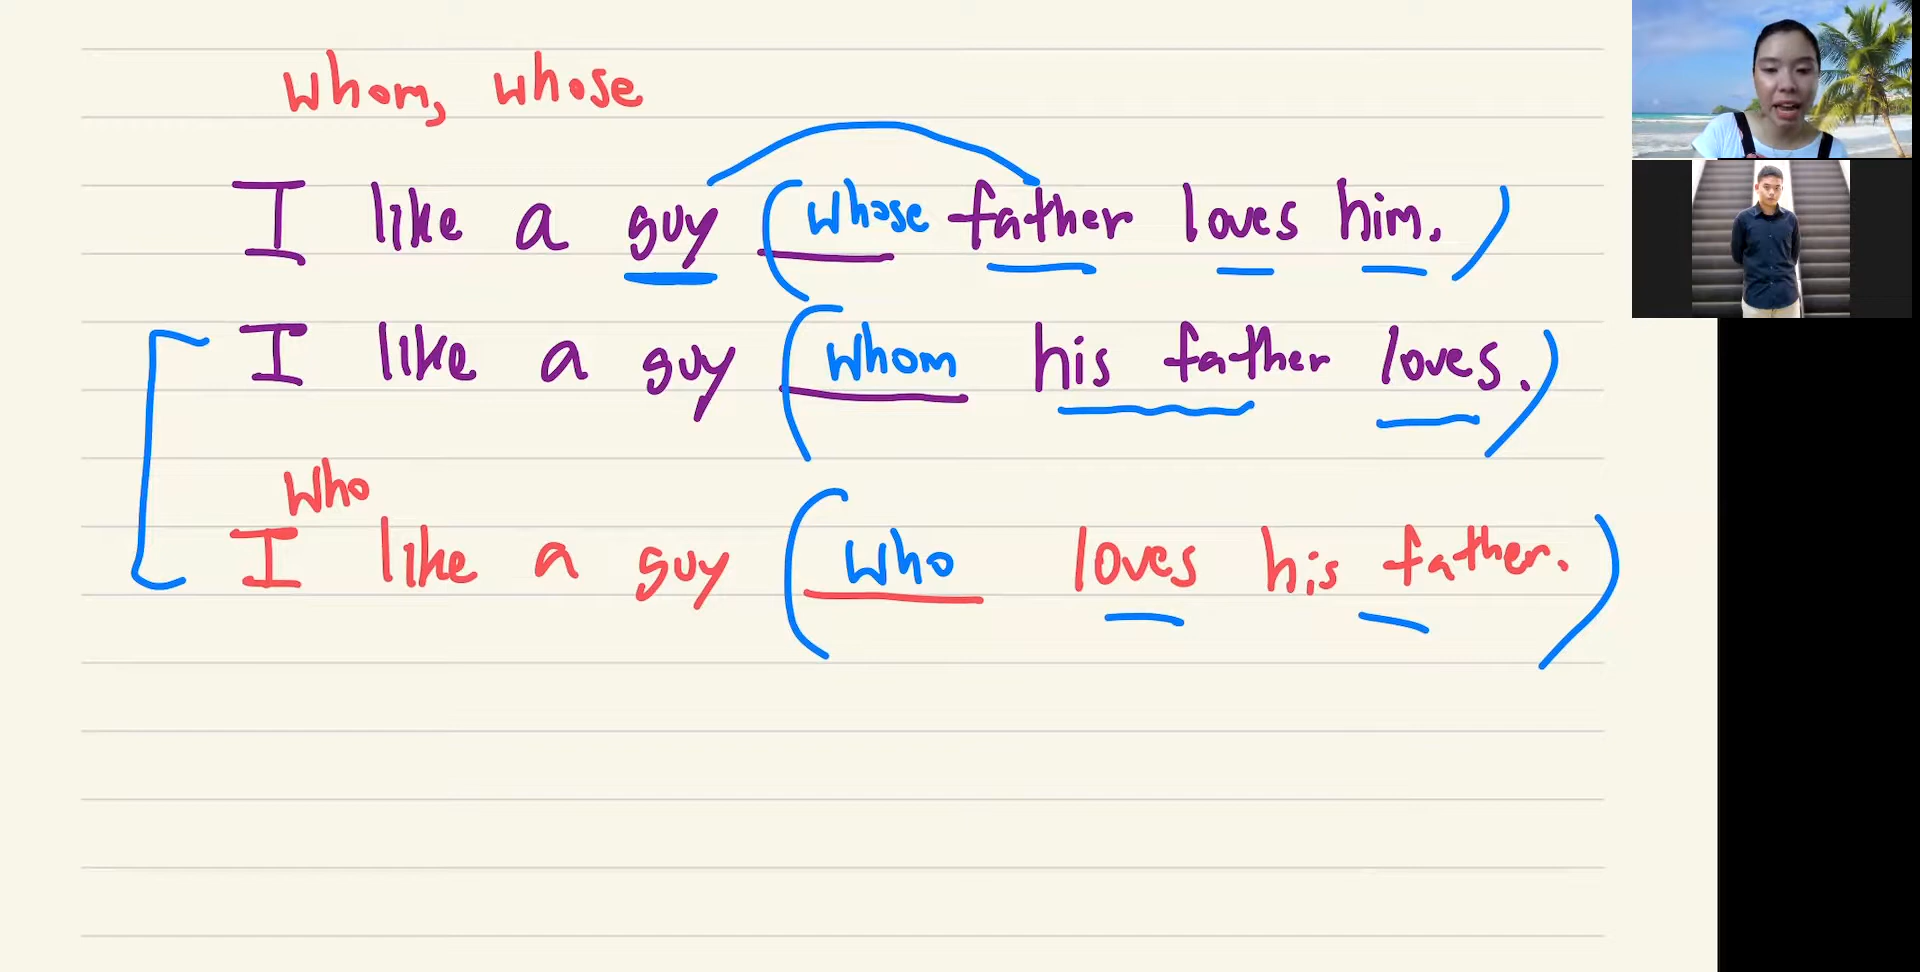 Whom, whose
I like a guy (whose father loves him.)
I like a guy (whom his father loves.)
Who
I like a guy (who loves his father.)